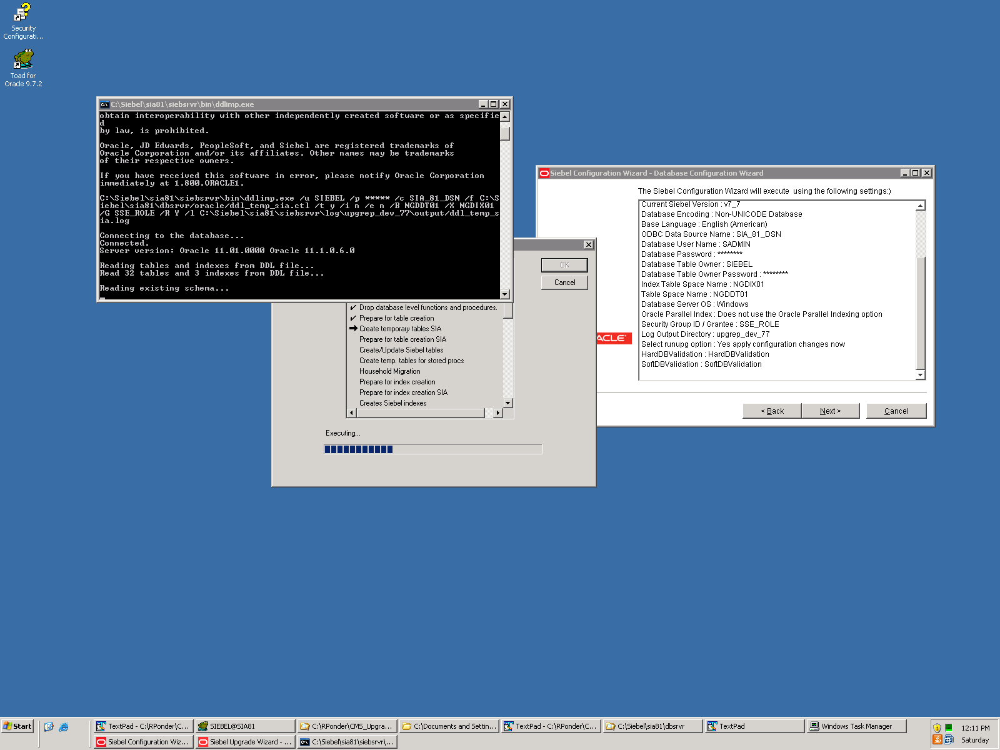 Security
Configurati...
Toad for
Oracle 9.7.2
C:\Siebel\sia81\siebsrvr\bin\ddlimp.exe
obtain interoperability with other independently created software or as specifie
d
by law, is prohibited.
Oracle, JD Edwards, PeopleSoft, and Siebel are registered trademarks of
Oracle Corporation and/or its affiliates. Other names may be trademarks
of their respective owners.
If you have received this software in error, please notify Oracle Corporation
immediately at 1.800.ORACLE1.
C:\Siebel\sia81\siebsrvr\bin\ddlimp.exe /u SIEBEL /p ***** /c SIA_81_DSN /f C:\S
iebel\sia81\dbsrvr/oracle/ddl_temp_sia.ctl /t y /i n /e n /B NGDDT01 /X NGDIX01
/G SSE_ROLE /R Y /l C:\Siebel\sia81\siebsrvr\log\upgrep_dev_77\output/ddl_temp_s
ia.log
Connecting to the database...
Connected.
Server version: Oracle 11.01.0000 Oracle 11.1.0.6.0
Reading tables and indexes from DDL file...
Read 32 tables and 3 indexes from DDL file...
Reading existing schema...
OK
Cancel
Drop database level functions and procedures.
Prepare for table creation
Create temporary tables SIA
Prepare for table creation SIA
Create/Update Siebel tables
Create temp. tables for stored procs
Household Migration
Prepare for index creation
Prepare for index creation SIA
Creates Siebel indexes
Executing...
Siebel Configuration Wizard - Database Configuration Wizard
The Siebel Configuration Wizard will execute  using the following settings:)
Current Siebel Version : v7_7
Database Encoding : Non-UNICODE Database
Base Language : English (American)
ODBC Data Source Name : SIA_81_DSN
Database User Name : SADMIN
Database Password : ********
Database Table Owner : SIEBEL
Database Table Owner Password : ********
Index Table Space Name : NGDIX01
Table Space Name : NGDDT01
Database Server OS : Windows
Oracle Parallel Index : Does not use the Oracle Parallel Indexing option
Security Group ID / Grantee : SSE_ROLE
Log Output Directory : upgrep_dev_77
Select runupg option : Yes apply configuration changes now
HardDBValidation : HardDBValidation
SoftDBValidation : SoftDBValidation
ACLE
< Back
Next >
Cancel
Start
TextPad - C:\RPonder\C...
SIEBEL@SIA81
C:\RPonder\CMS_Upgra...
C:\Documents and Settin...
TextPad - C:\RPonder\C...
C:\Siebel\sia81\dbsrvr
TextPad
Windows Task Manager
12:11 PM
Siebel Configuration Wiz...
Siebel Upgrade Wizard - ...
C:\Siebel\sia81\siebsrvr\...
Saturday